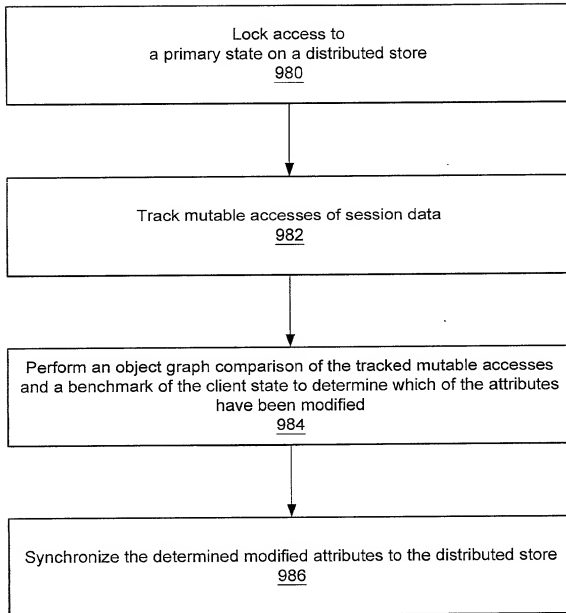 Lock access to
a primary state on a distributed store
980
Track mutable accesses of session data
982
Perform an object graph comparison of the tracked mutable accesses
and a benchmark of the client state to determine which of the attributes
have been modified
984
Synchronize the determined modified attributes to the distributed store
986